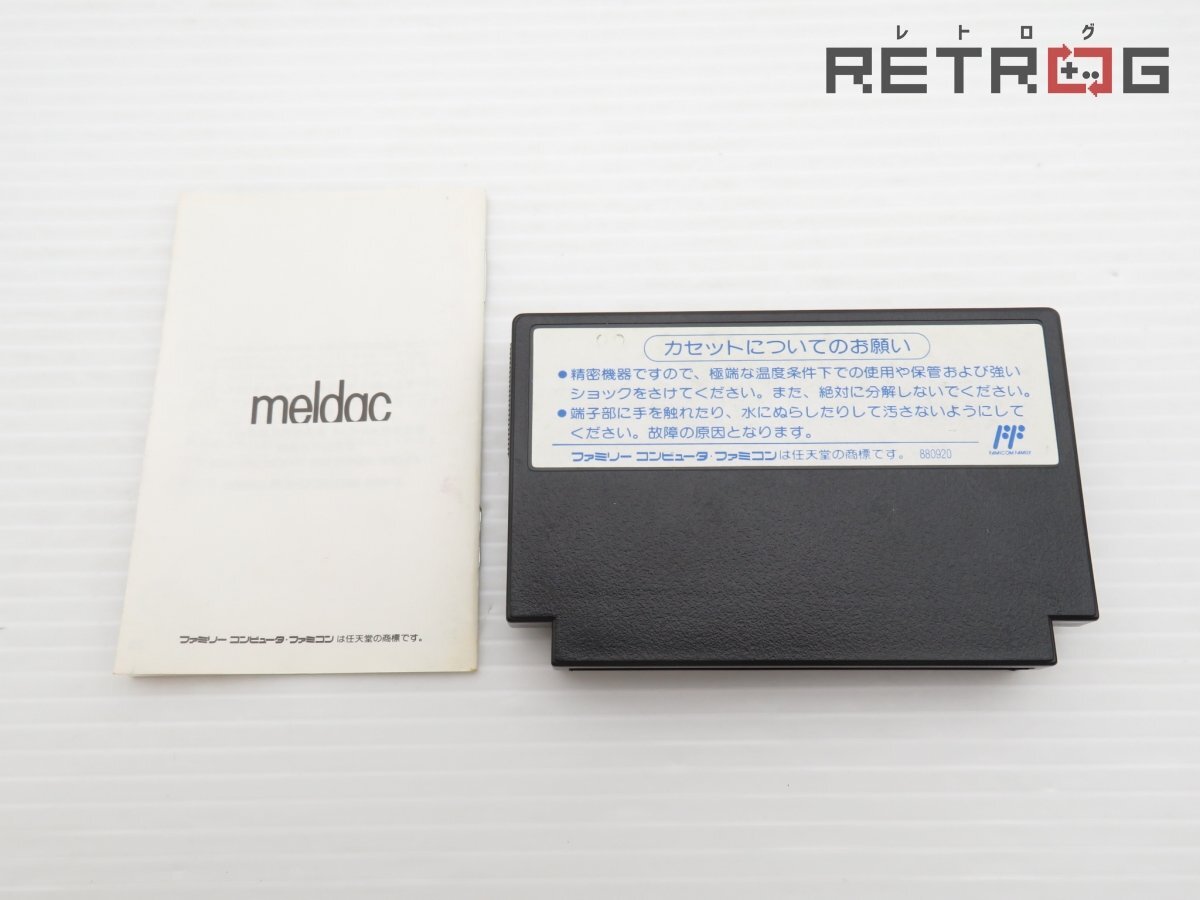 レトログ
RETROG
meldac
ファミリー コンピュータ・ファミコンは任天堂の商標です。
カセットについてのお願い
●精密機器ですので、極端な温度条件下での使用や保管および強い
ショックをさけてください。また、絶対に分解しないでください。
●端子部に手を触れたり、水にぬらしたりして汚さないようにして
ください。故障の原因となります。
FAMICOM FAMILY
ファミリー コンピュータ・ファミコンは任天堂の商標です。 880920